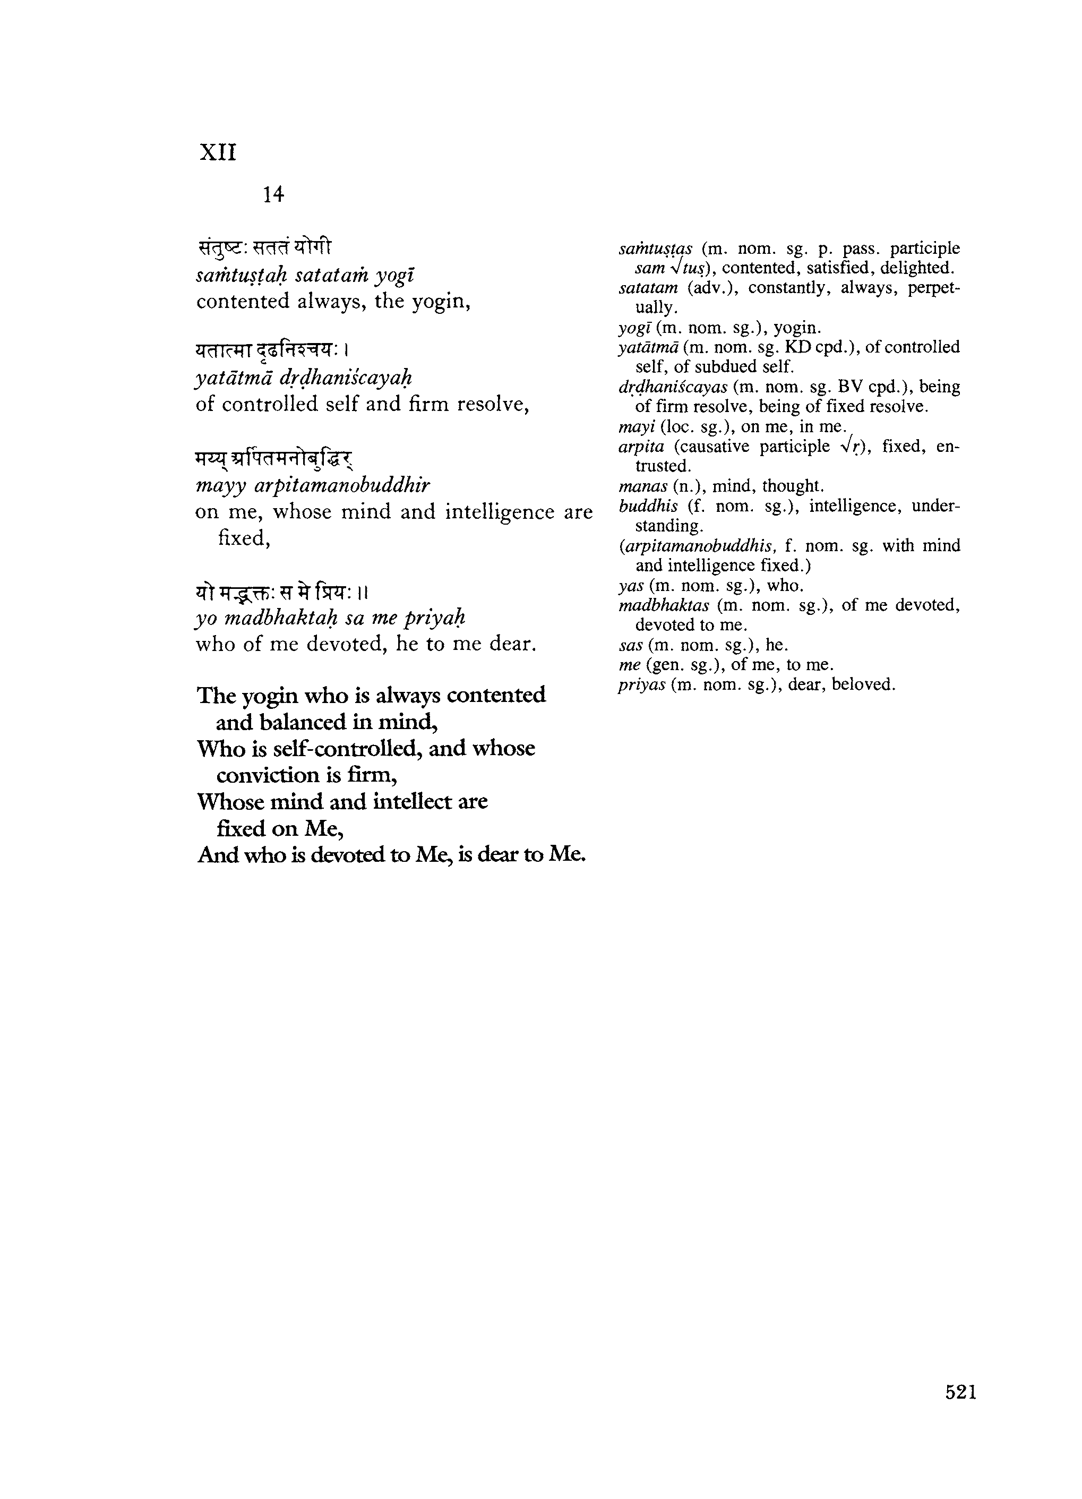 XII
14
संतुष्टः सततं योगी
saṁtuṣṭaḥ satataṁ yogī
contented always, the yogin,
यतात्मा दृढनिश्चयः ।
yatātmā dṛḍhaniścayaḥ
of controlled self and firm resolve,
मय्य् अर्पितमनोबुद्धिर्
mayy arpitamanobuddhir
on me, whose mind and intelligence are
fixed,
यो मद्भक्तः स मे प्रियः ॥
yo madbhaktaḥ sa me priyaḥ
who of me devoted, he to me dear.
The yogin who is always contented
and balanced in mind,
Who is self-controlled, and whose
conviction is firm,
Whose mind and intellect are
fixed on Me,
And who is devoted to Me, is dear to Me.
saṁtuṣṭas (m. nom. sg. p. pass. participle
sam √tuṣ), contented, satisfied, delighted.
satatam (adv.), constantly, always, perpet-
ually.
yogī (m. nom. sg.), yogin.
yatātmā (m. nom. sg. KD cpd.), of controlled
self, of subdued self.
dṛḍhaniścayas (m. nom. sg. BV cpd.), being
of firm resolve, being of fixed resolve.
mayi (loc. sg.), on me, in me.
arpita (causative participle √ṛ), fixed, en-
trusted.
manas (n.), mind, thought.
buddhis (f. nom. sg.), intelligence, under-
standing.
(arpitamanobuddhis, f. nom. sg. with mind
and intelligence fixed.)
yas (m. nom. sg.), who.
madbhaktas (m. nom. sg.), of me devoted,
devoted to me.
sas (m. nom. sg.), he.
me (gen. sg.), of me, to me.
priyas (m. nom. sg.), dear, beloved.
521